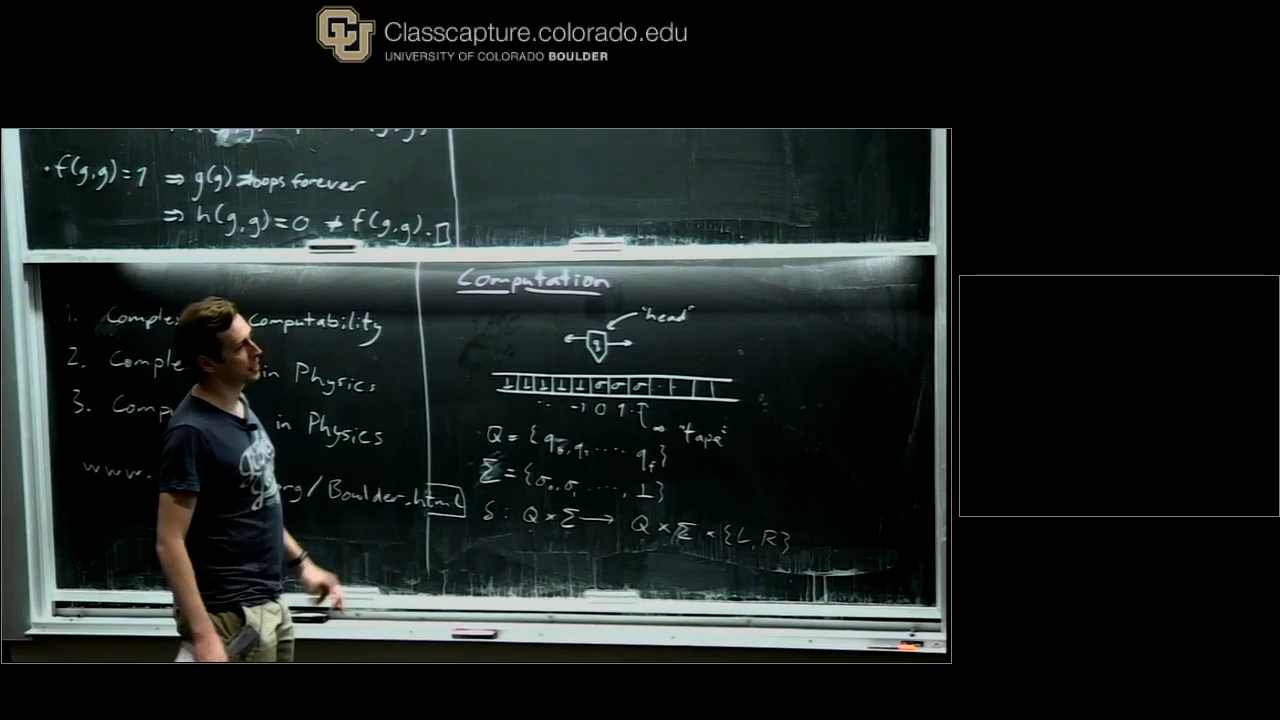 Classcapture.colorado.edu
UNIVERSITY OF COLORADO BOULDER
· f(g,g) = 1 ⇒ g(g) loops forever
⇒ h(g,g) = 0 ≠ f(g,g). □
1. Comple Computability
2. Comple in Physics
3. Comp in Physics
www. org/Boulder.html
Computation
"head"
q
⊥ ⊥ ⊥ ⊥ ⊥ σ σ σ
-1 0 1
∞ "tape"
Q = {q₀, q₁ ..... q_f}
Σ = {σ₀, σ₁ ....., ⊥}
δ : Q × Σ → Q × Σ × {L, R}